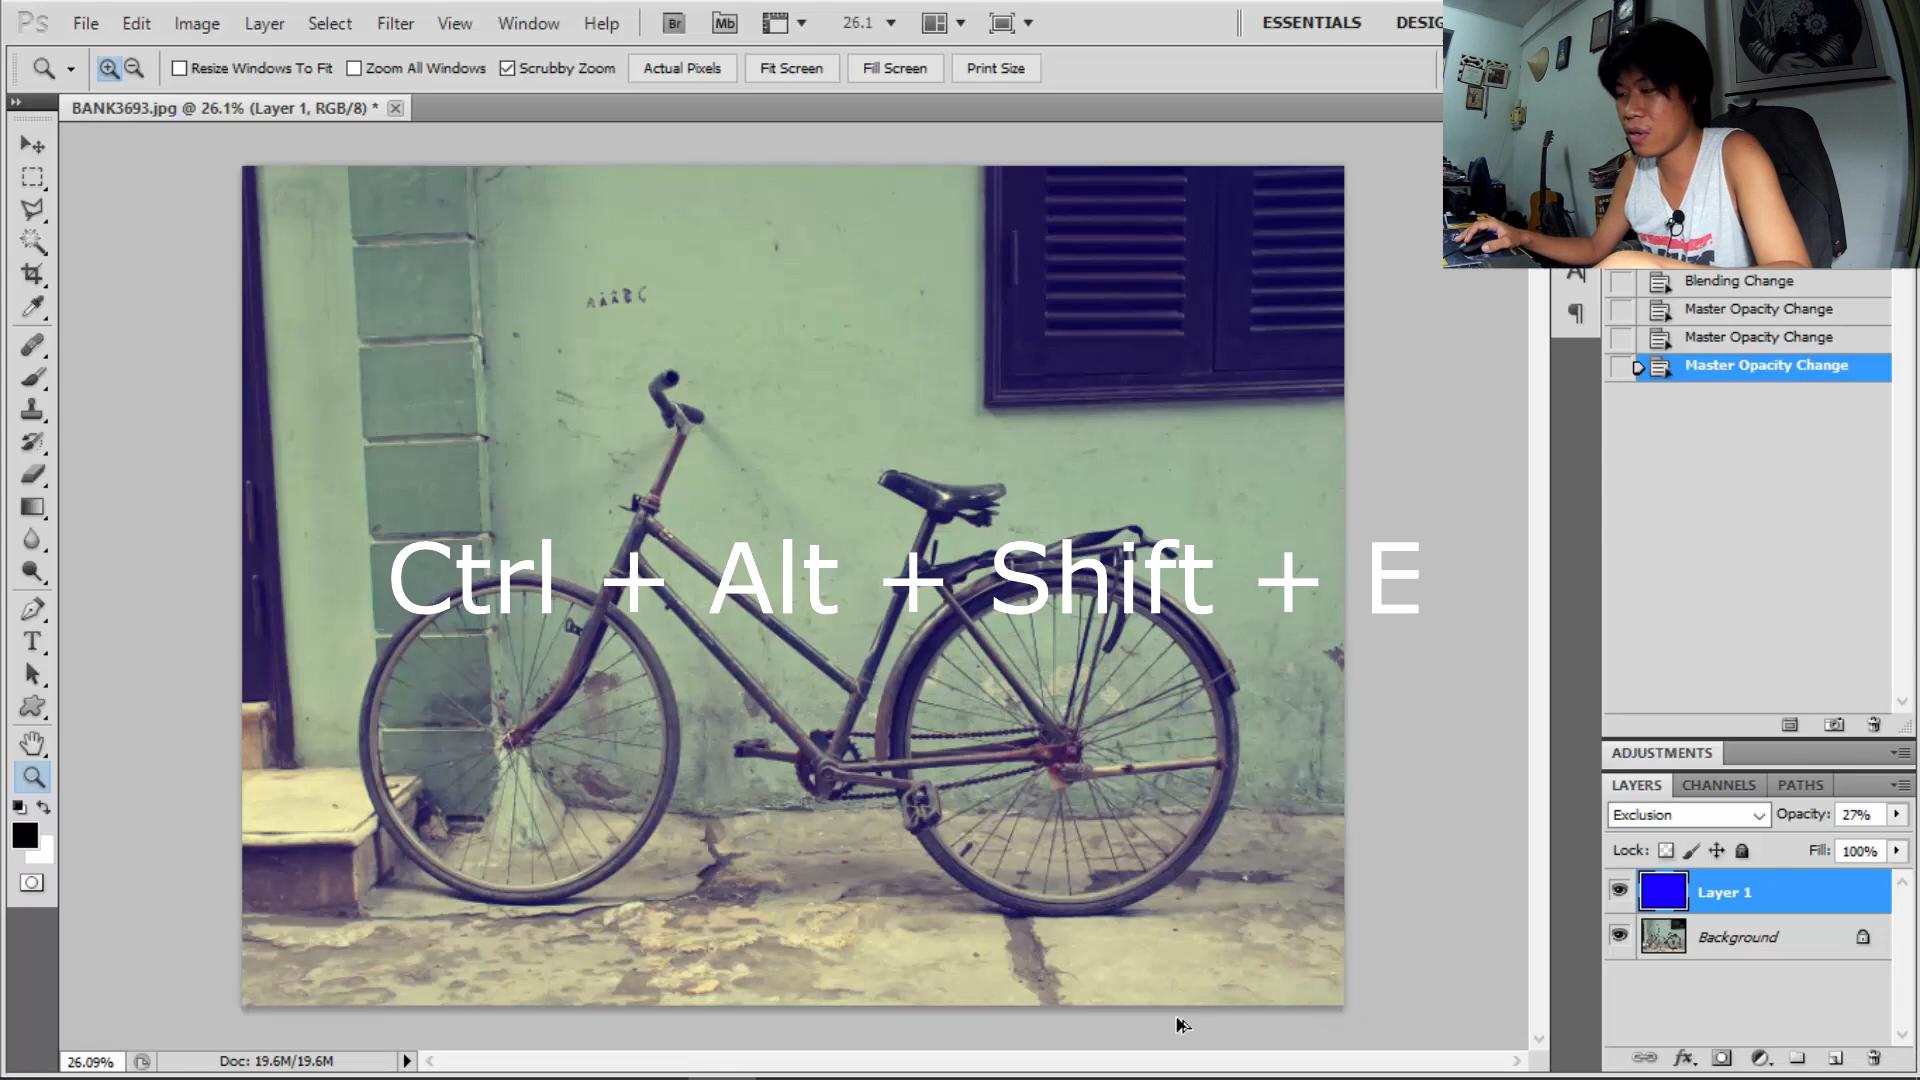 Ps File Edit Image Layer Select Filter Analysis View Window Help Br Mb 26.1 ESSENTIALS DESIG
Resize Windows To Fit Zoom All Windows Scrubby Zoom Actual Pixels Fit Screen Fill Screen Print Size
BANK3693.jpg @ 26.1% (Layer 1, RGB/8) *
Ctrl + Alt + Shift + E
Blending Change
Master Opacity Change
Master Opacity Change
Master Opacity Change
ADJUSTMENTS
LAYERS CHANNELS PATHS
Exclusion Opacity: 27%
Lock: Fill: 100%
Layer 1
Background
26.09% Doc: 19.6M/19.6M